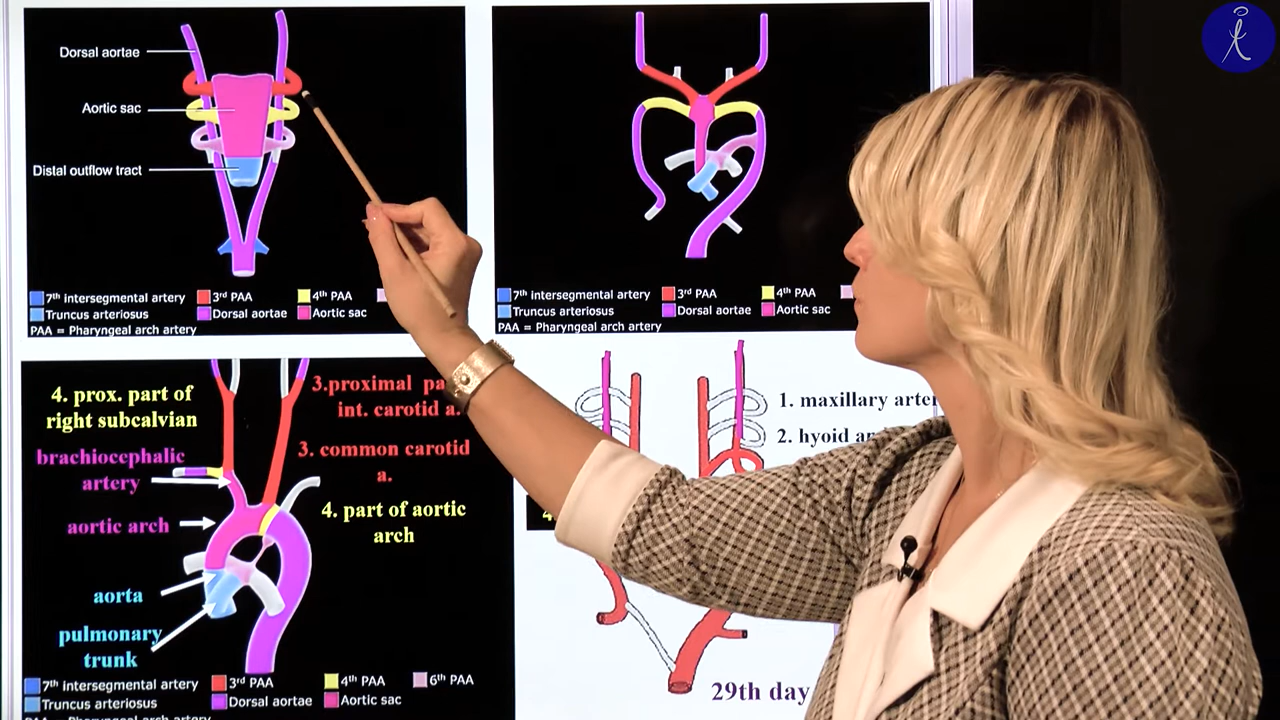 Dorsal aortae
Aortic sac
Distal outflow tract
7th intersegmental artery
3rd PAA
4th PAA
Truncus arteriosus
Dorsal aortae
Aortic sac
PAA = Pharyngeal arch artery
7th intersegmental artery
3rd PAA
4th PAA
Truncus arteriosus
Dorsal aortae
Aortic sac
PAA = Pharyngeal arch artery
4. prox. part of
right subcalvian
brachiocephalic
artery
aortic arch
aorta
pulmonary
trunk
3.proximal pa
int. carotid a.
3. common carotid
a.
4. part of aortic
arch
7th intersegmental artery
3rd PAA
4th PAA
6th PAA
Truncus arteriosus
Dorsal aortae
Aortic sac
1. maxillary arter
2. hyoid ar
4.
29th day